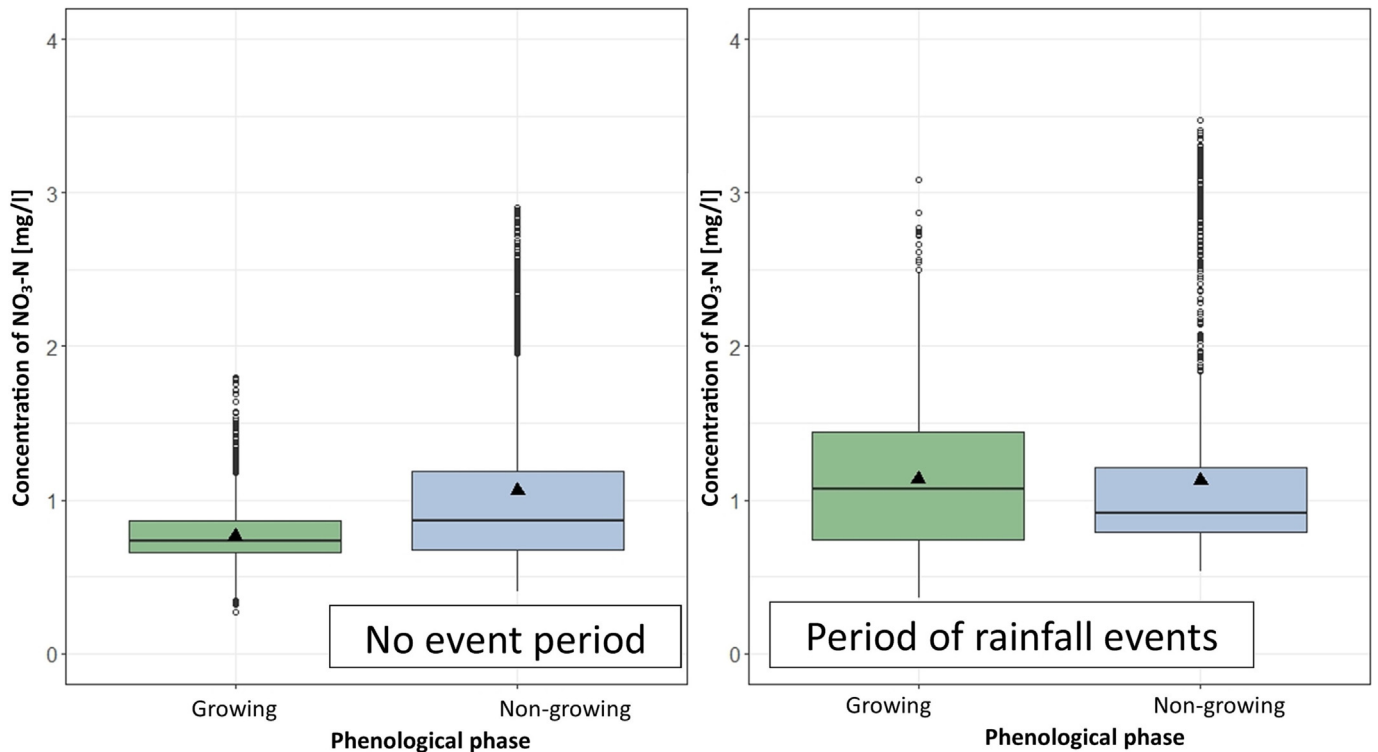 Concentration of NO₃-N [mg/l]
4
3
2
1
0
No event period
Growing Non-growing
Phenological phase
Concentration of NO₃-N [mg/l]
4
3
2
1
0
Period of rainfall events
Growing Non-growing
Phenological phase